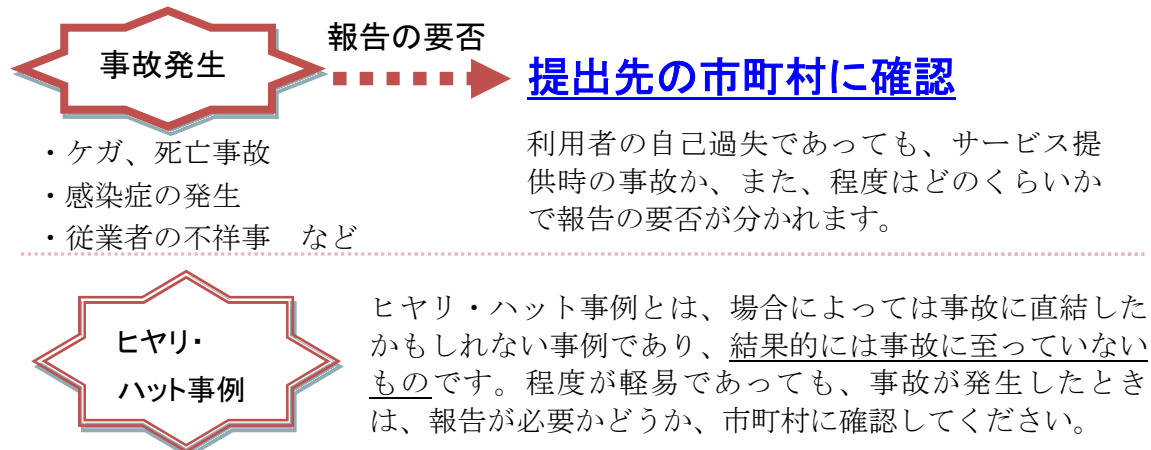 事故発生
報告の要否
提出先の市町村に確認
・ケガ、死亡事故
・感染症の発生
・従業者の不祥事　など
利用者の自己過失であっても、サービス提
供時の事故か、また、程度はどのくらいか
で報告の要否が分かれます。
ヒヤリ・
ハット事例
ヒヤリ・ハット事例とは、場合によっては事故に直結した
かもしれない事例であり、結果的には事故に至っていない
ものです。程度が軽易であっても、事故が発生したとき
は、報告が必要かどうか、市町村に確認してください。